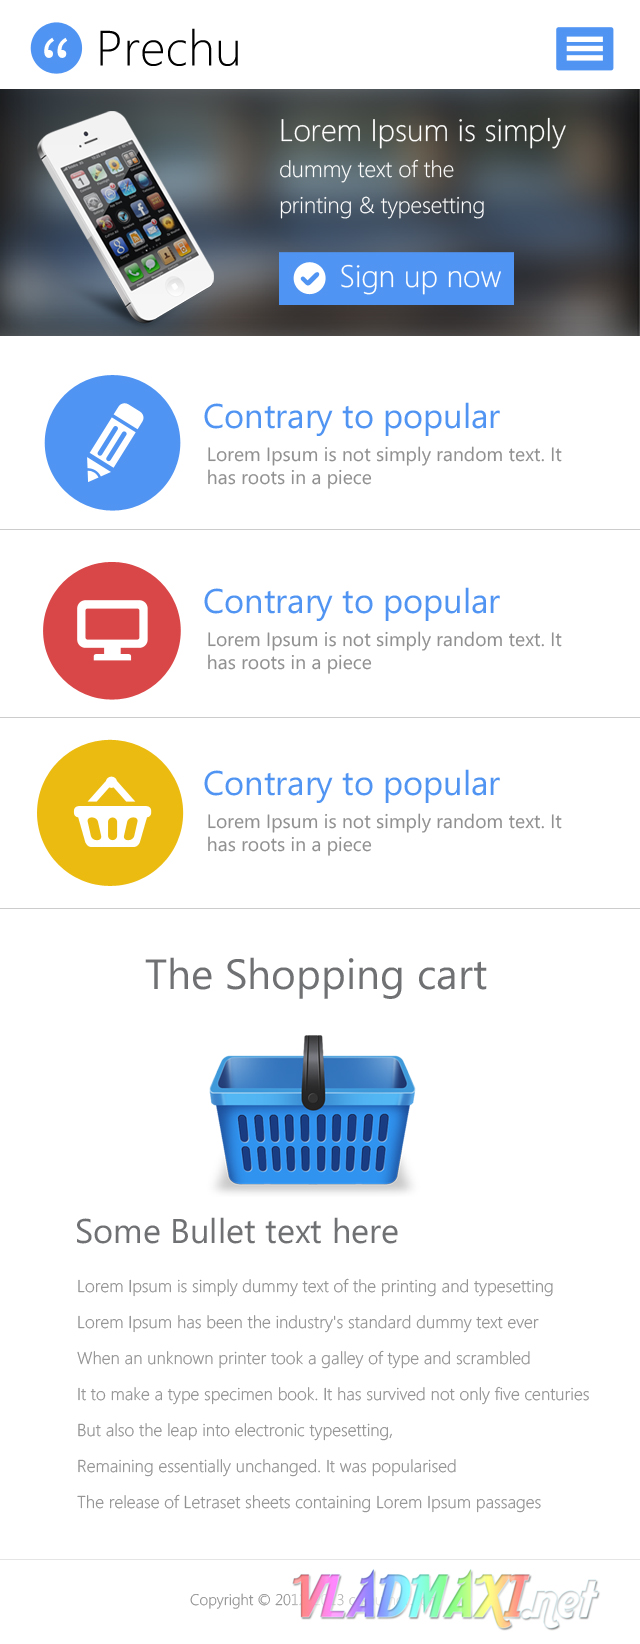 Prechu
Lorem Ipsum is simply
dummy text of the
printing & typesetting
Sign up now
Contrary to popular
Lorem Ipsum is not simply random text. It
has roots in a piece
Contrary to popular
Lorem Ipsum is not simply random text. It
has roots in a piece
Contrary to popular
Lorem Ipsum is not simply random text. It
has roots in a piece
The Shopping cart
Some Bullet text here
Lorem Ipsum is simply dummy text of the printing and typesetting
Lorem Ipsum has been the industry's standard dummy text ever
When an unknown printer took a galley of type and scrambled
It to make a type specimen book. It has survived not only five centuries
But also the leap into electronic typesetting,
Remaining essentially unchanged. It was popularised
The release of Letraset sheets containing Lorem Ipsum passages
Copyright ©
VLADMAXI.net